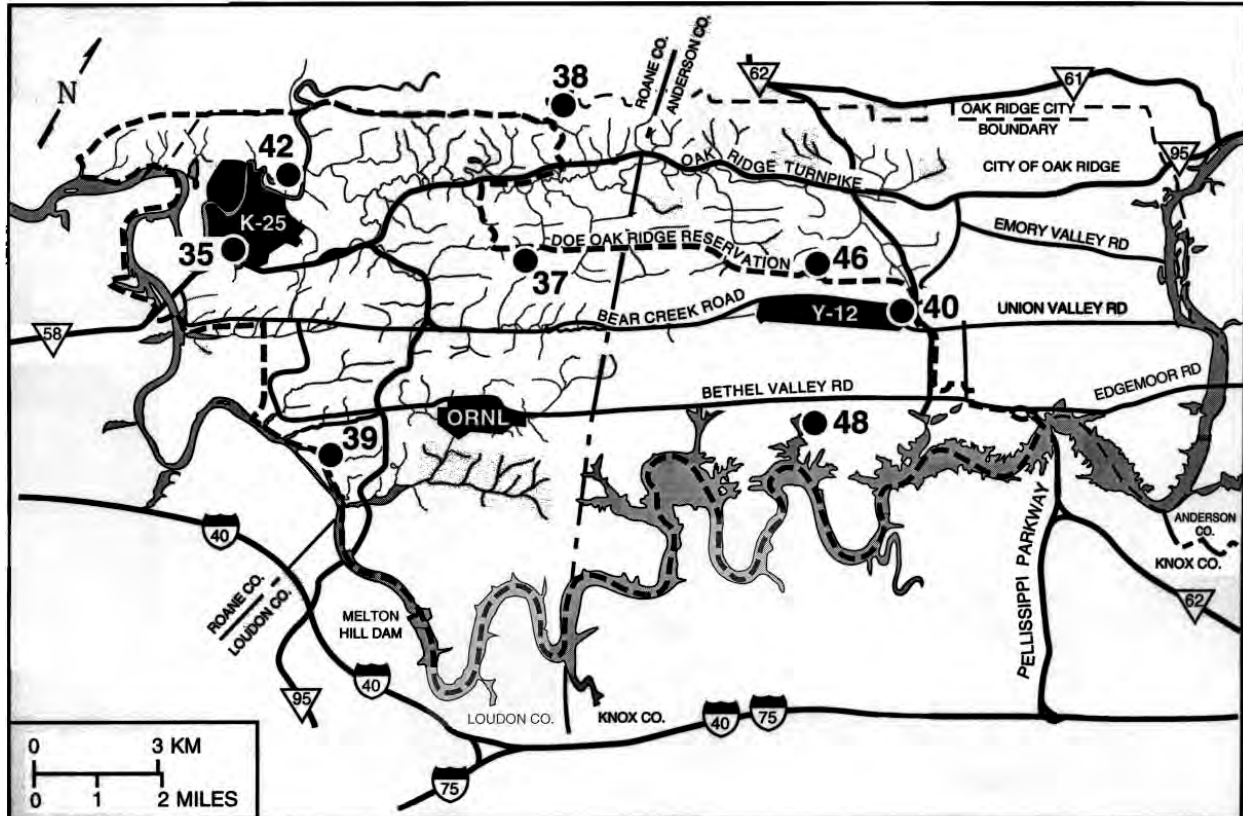 N
38
ROANE CO.
ANDERSON CO.
62
61
OAK RIDGE CITY
BOUNDARY
95
42
OAK RIDGE TURNPIKE
CITY OF OAK RIDGE
K-25
35
EMORY VALLEY RD
DOE OAK RIDGE RESERVATION
46
37
40
BEAR CREEK ROAD
Y-12
UNION VALLEY RD
58
BETHEL VALLEY RD
EDGEMOOR RD
ORNL
39
48
40
ANDERSON
CO.
KNOX CO.
ROANE CO.
LOUDON CO.
PELLISSIPPI PARKWAY
62
MELTON
HILL DAM
95
40
LOUDON CO.
KNOX CO.
40
75
75
0 3 KM
0 1 2 MILES